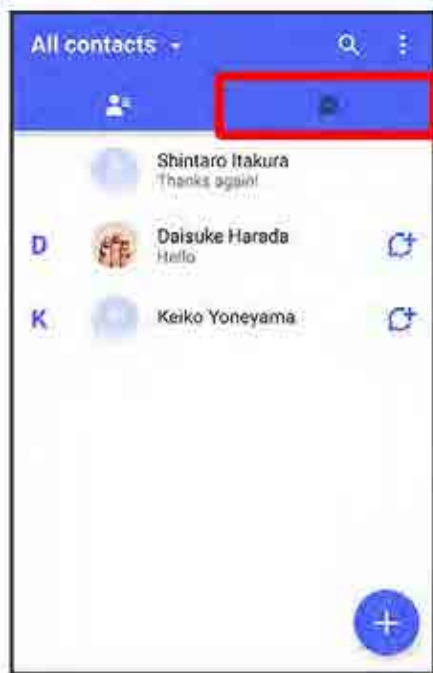 All contacts
Shintaro Itakura
Thanks again!
D
Daisuke Harada
Hello
K
Keiko Yoneyama